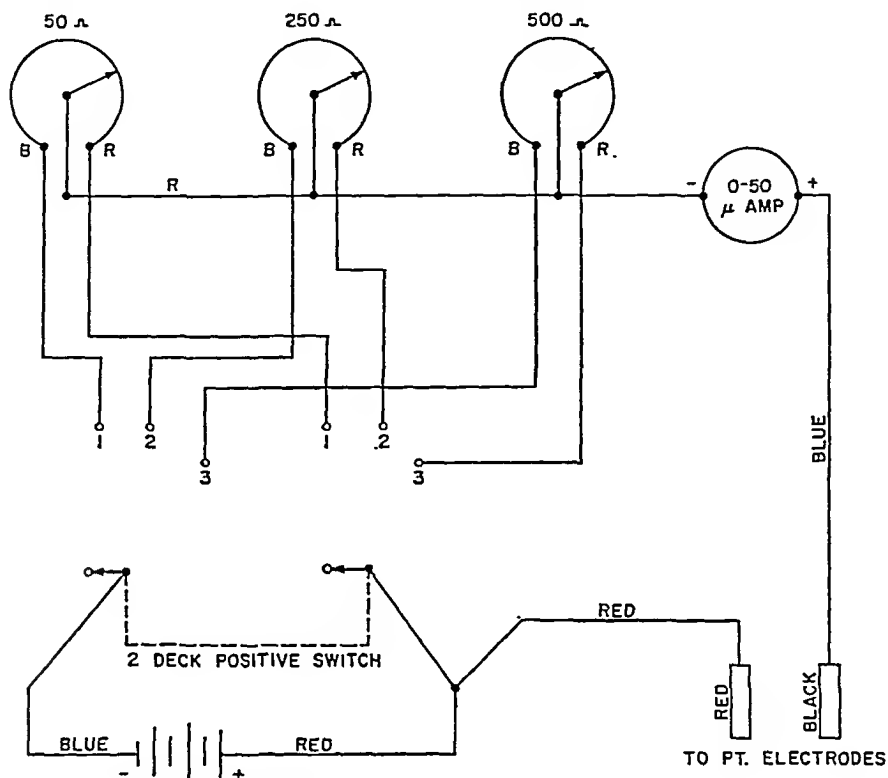 50 Ω
250 Ω
500 Ω
B R
B R
B R.
R
-
0-50
μ AMP
+
1 2
3
1 .2
3
BLUE
2 DECK POSITIVE SWITCH
RED
BLUE
RED
- +
RED
BLACK
TO PT. ELECTRODES